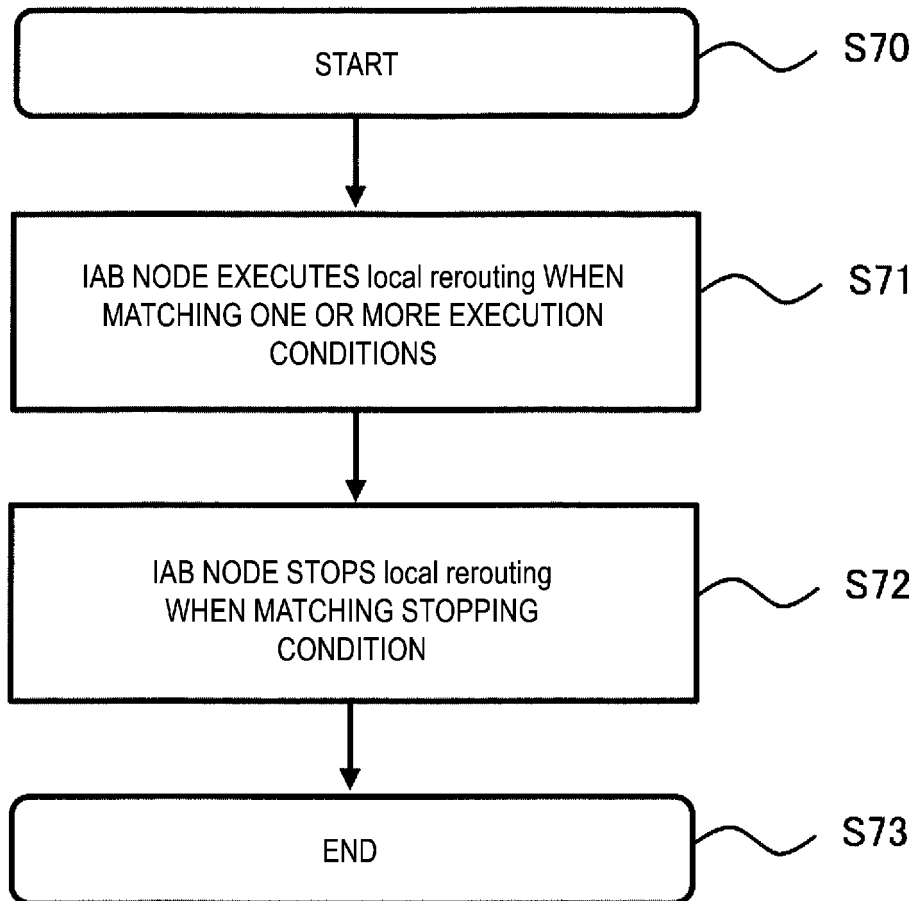 START
S70
IAB NODE EXECUTES local rerouting WHEN
MATCHING ONE OR MORE EXECUTION
CONDITIONS
S71
IAB NODE STOPS local rerouting
WHEN MATCHING STOPPING
CONDITION
S72
END
S73